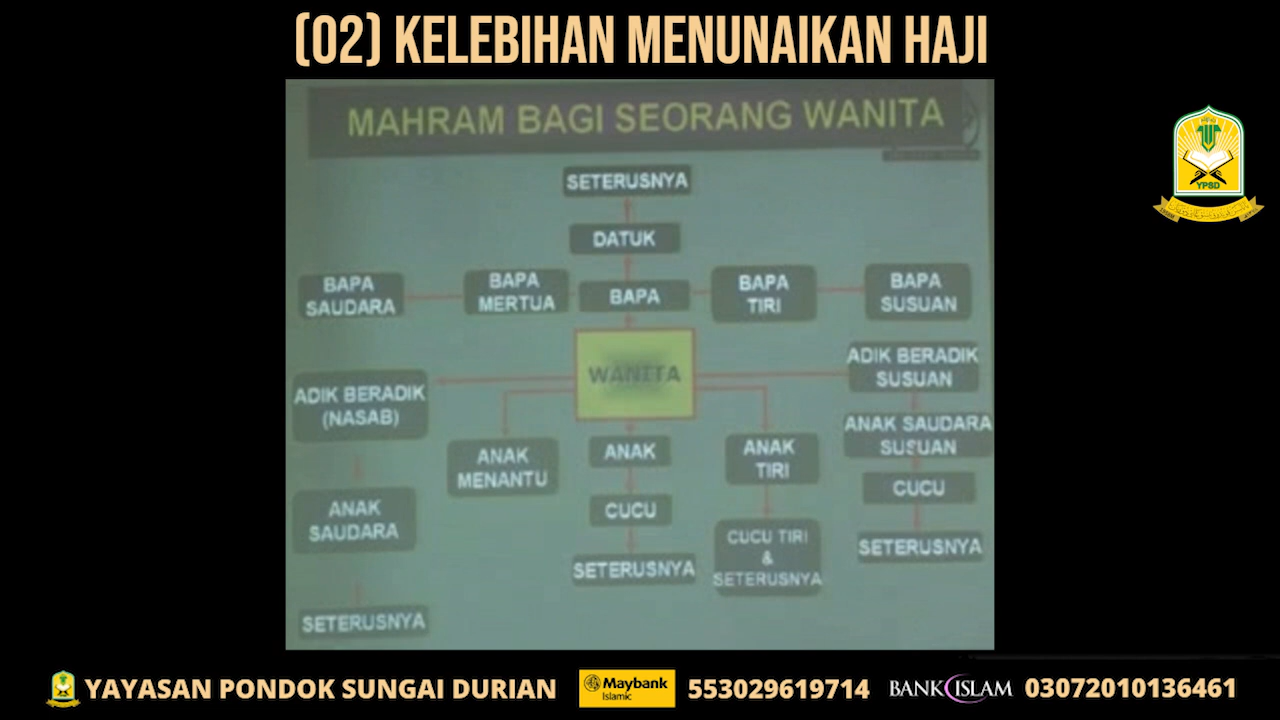 (02) KELEBIHAN MENUNAIKAN HAJI
MAHRAM BAGI SEORANG WANITA
SETERUSNYA
DATUK
BAPA
SAUDARA
BAPA
MERTUA
BAPA
BAPA
TIRI
BAPA
SUSUAN
WANITA
ADIK BERADIK
SUSUAN
ADIK BERADIK
(NASAB)
ANAK SAUDARA
SUSUAN
ANAK
MENANTU
ANAK
ANAK
TIRI
CUCU
ANAK
SAUDARA
CUCU
CUCU TIRI
&
SETERUSNYA
SETERUSNYA
SETERUSNYA
SETERUSNYA
YPSD
YAYASAN PONDOK SUNGAI DURIAN
Maybank
Islamic
553029619714
BANK ISLAM
03072010136461